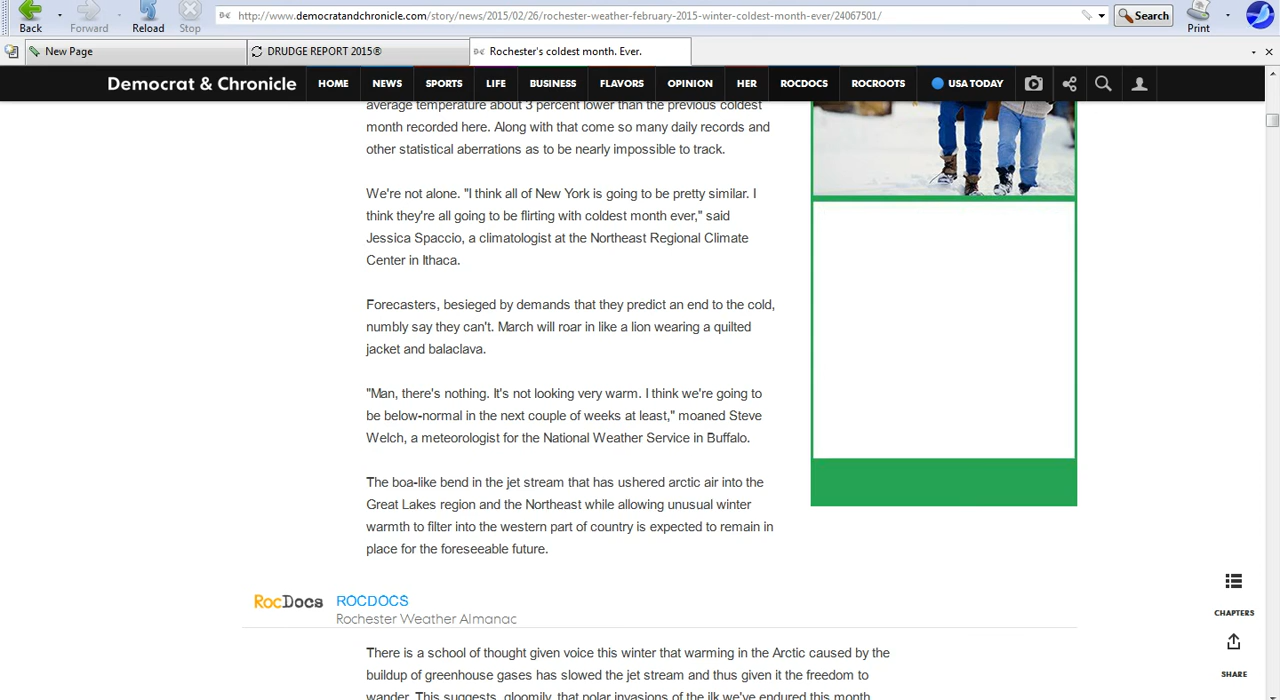 http://www.democratandchronicle.com/story/news/2015/02/26/rochester-weather-february-2015-winter-coldest-month-ever/24067501/
Search
Back
Forward
Reload
Stop
Print
New Page
DRUDGE REPORT 2015®
Rochester's coldest month. Ever.
Democrat & Chronicle
HOME
NEWS
SPORTS
LIFE
BUSINESS
FLAVORS
OPINION
HER
ROCDOCS
ROCROOTS
USA TODAY
average temperature about 3 percent lower than the previous coldest
month recorded here. Along with that come so many daily records and
other statistical aberrations as to be nearly impossible to track.
We're not alone. "I think all of New York is going to be pretty similar. I
think they're all going to be flirting with coldest month ever," said
Jessica Spaccio, a climatologist at the Northeast Regional Climate
Center in Ithaca.
Forecasters, besieged by demands that they predict an end to the cold,
numbly say they can't. March will roar in like a lion wearing a quilted
jacket and balaclava.
"Man, there's nothing. It's not looking very warm. I think we're going to
be below-normal in the next couple of weeks at least," moaned Steve
Welch, a meteorologist for the National Weather Service in Buffalo.
The boa-like bend in the jet stream that has ushered arctic air into the
Great Lakes region and the Northeast while allowing unusual winter
warmth to filter into the western part of country is expected to remain in
place for the foreseeable future.
RocDocs
ROCDOCS
Rochester Weather Almanac
CHAPTERS
SHARE
There is a school of thought given voice this winter that warming in the Arctic caused by the
buildup of greenhouse gases has slowed the jet stream and thus given it the freedom to
wander. This suggests, gloomily, that polar invasions of the ilk we've endured this month